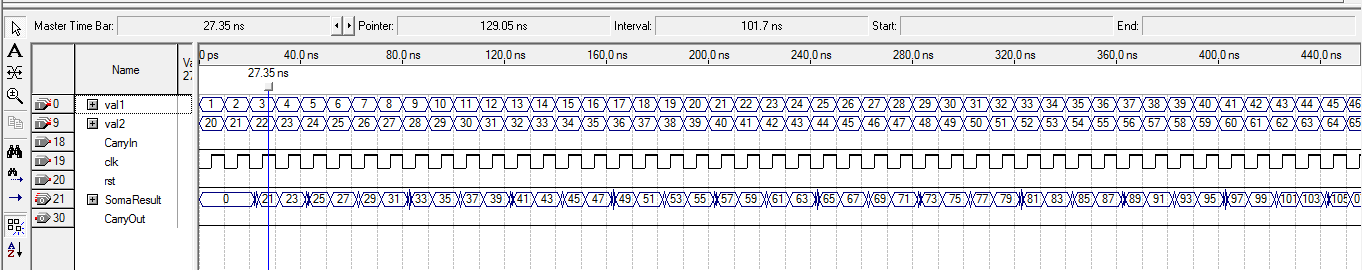 Master Time Bar: 27.35 ns Pointer: 129.05 ns Interval: 101.7 ns Start: End:
Name Va 27
0 ps 40.0 ns 80.0 ns 120.0 ns 160.0 ns 200.0 ns 240.0 ns 280.0 ns 320.0 ns 360.0 ns 400.0 ns 440.0 ns
27.35 ns
0 val1 1 2 3 4 5 6 7 8 9 10 11 12 13 14 15 16 17 18 19 20 21 22 23 24 25 26 27 28 29 30 31 32 33 34 35 36 37 38 39 40 41 42 43 44 45 46
9 val2 20 21 22 23 24 25 26 27 28 29 30 31 32 33 34 35 36 37 38 39 40 41 42 43 44 45 46 47 48 49 50 51 52 53 54 55 56 57 58 59 60 61 62 63 64 65
18 CarryIn
19 clk
20 rst
21 SomaResult 0 21 23 25 27 29 31 33 35 37 39 41 43 45 47 49 51 53 55 57 59 61 63 65 67 69 71 73 75 77 79 81 83 85 87 89 91 93 95 97 99 101 103 105
30 CarryOut